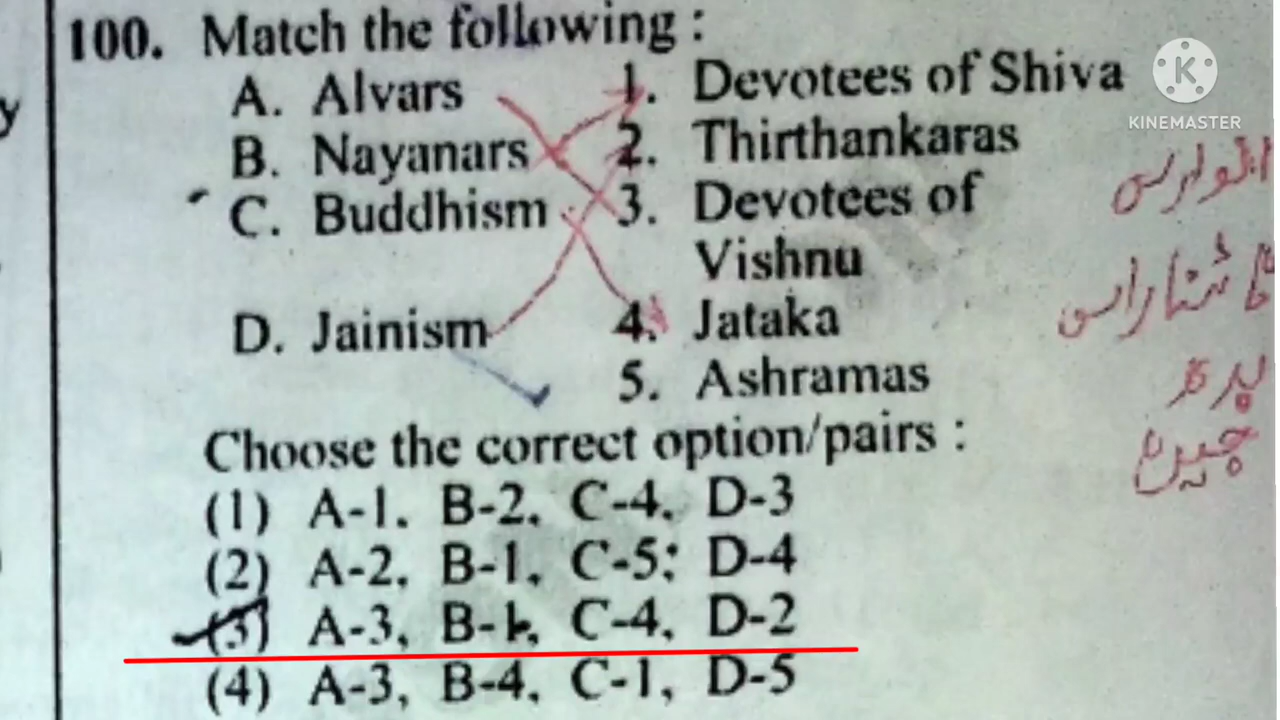 100. Match the following :
A. Alvars 1. Devotees of Shiva
B. Nayanars 2. Thirthankaras
C. Buddhism 3. Devotees of
Vishnu
D. Jainism 4. Jataka
5. Ashramas
Choose the correct option/pairs :
(1) A-1, B-2, C-4, D-3
(2) A-2, B-1, C-5; D-4
(3) A-3, B-1, C-4, D-2
(4) A-3, B-4, C-1, D-5
KINEMASTER
الوارس